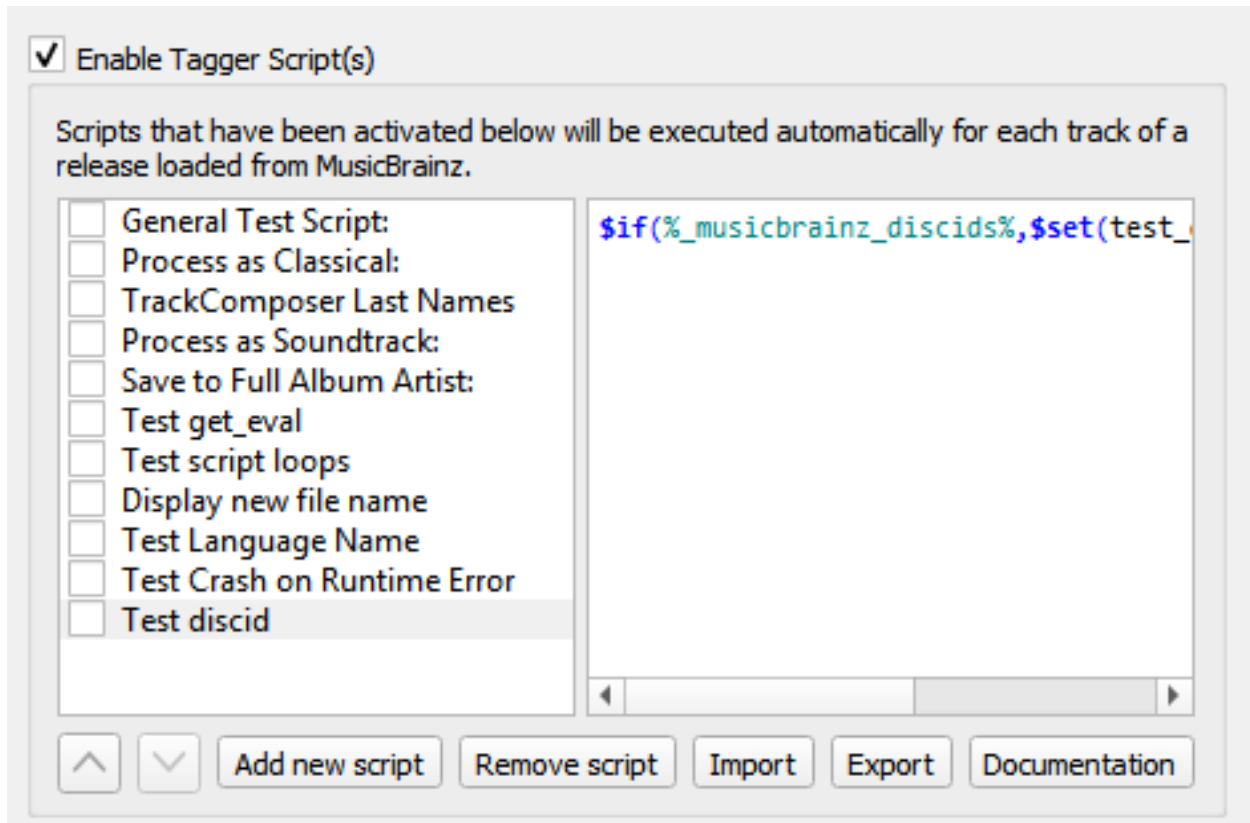 Enable Tagger Script(s)
Scripts that have been activated below will be executed automatically for each track of a
release loaded from MusicBrainz.
General Test Script:
Process as Classical:
TrackComposer Last Names
Process as Soundtrack:
Save to Full Album Artist:
Test get_eval
Test script loops
Display new file name
Test Language Name
Test Crash on Runtime Error
Test discid
$if(%_musicbrainz_discids%,$set(test_
Add new script
Remove script
Import
Export
Documentation